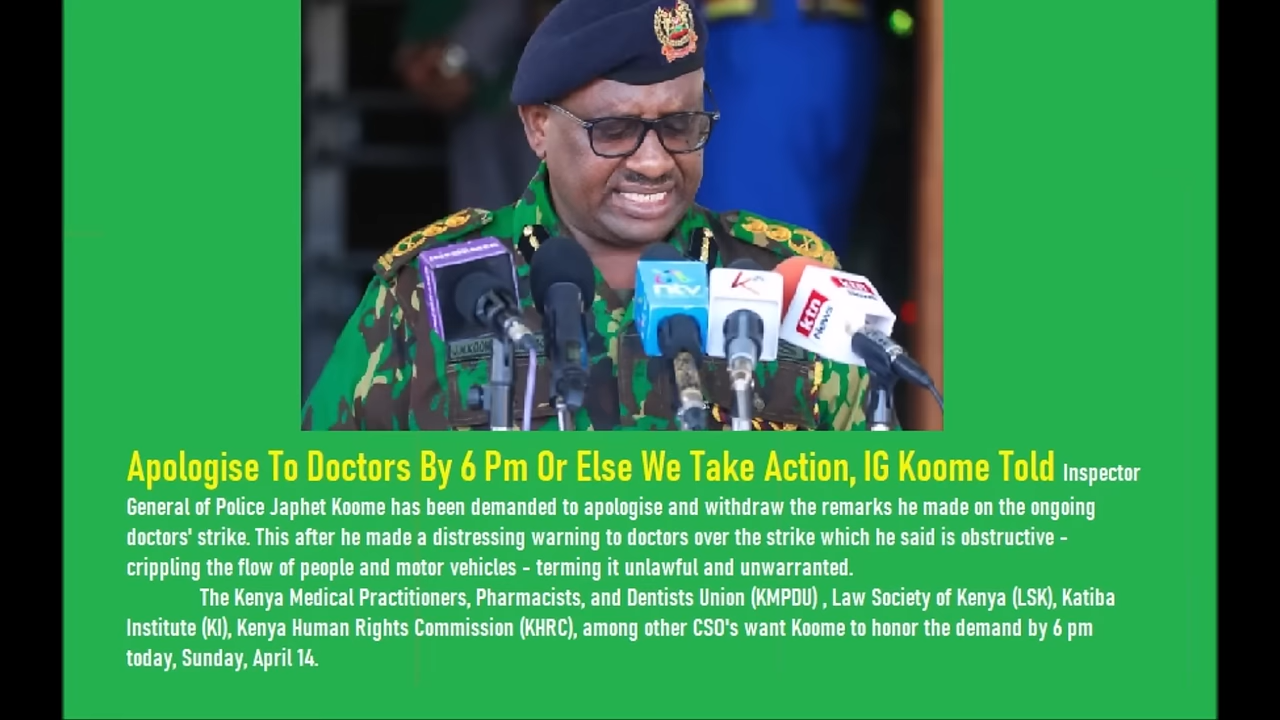 ntv
K
ktn
News
ktn
News
J.N.KOOM
Apologise To Doctors By 6 Pm Or Else We Take Action, IG Koome Told Inspector
General of Police Japhet Koome has been demanded to apologise and withdraw the remarks he made on the ongoing
doctors' strike. This after he made a distressing warning to doctors over the strike which he said is obstructive -
crippling the flow of people and motor vehicles - terming it unlawful and unwarranted.
The Kenya Medical Practitioners, Pharmacists, and Dentists Union (KMPDU) , Law Society of Kenya (LSK), Katiba
Institute (KI), Kenya Human Rights Commission (KHRC), among other CSO's want Koome to honor the demand by 6 pm
today, Sunday, April 14.